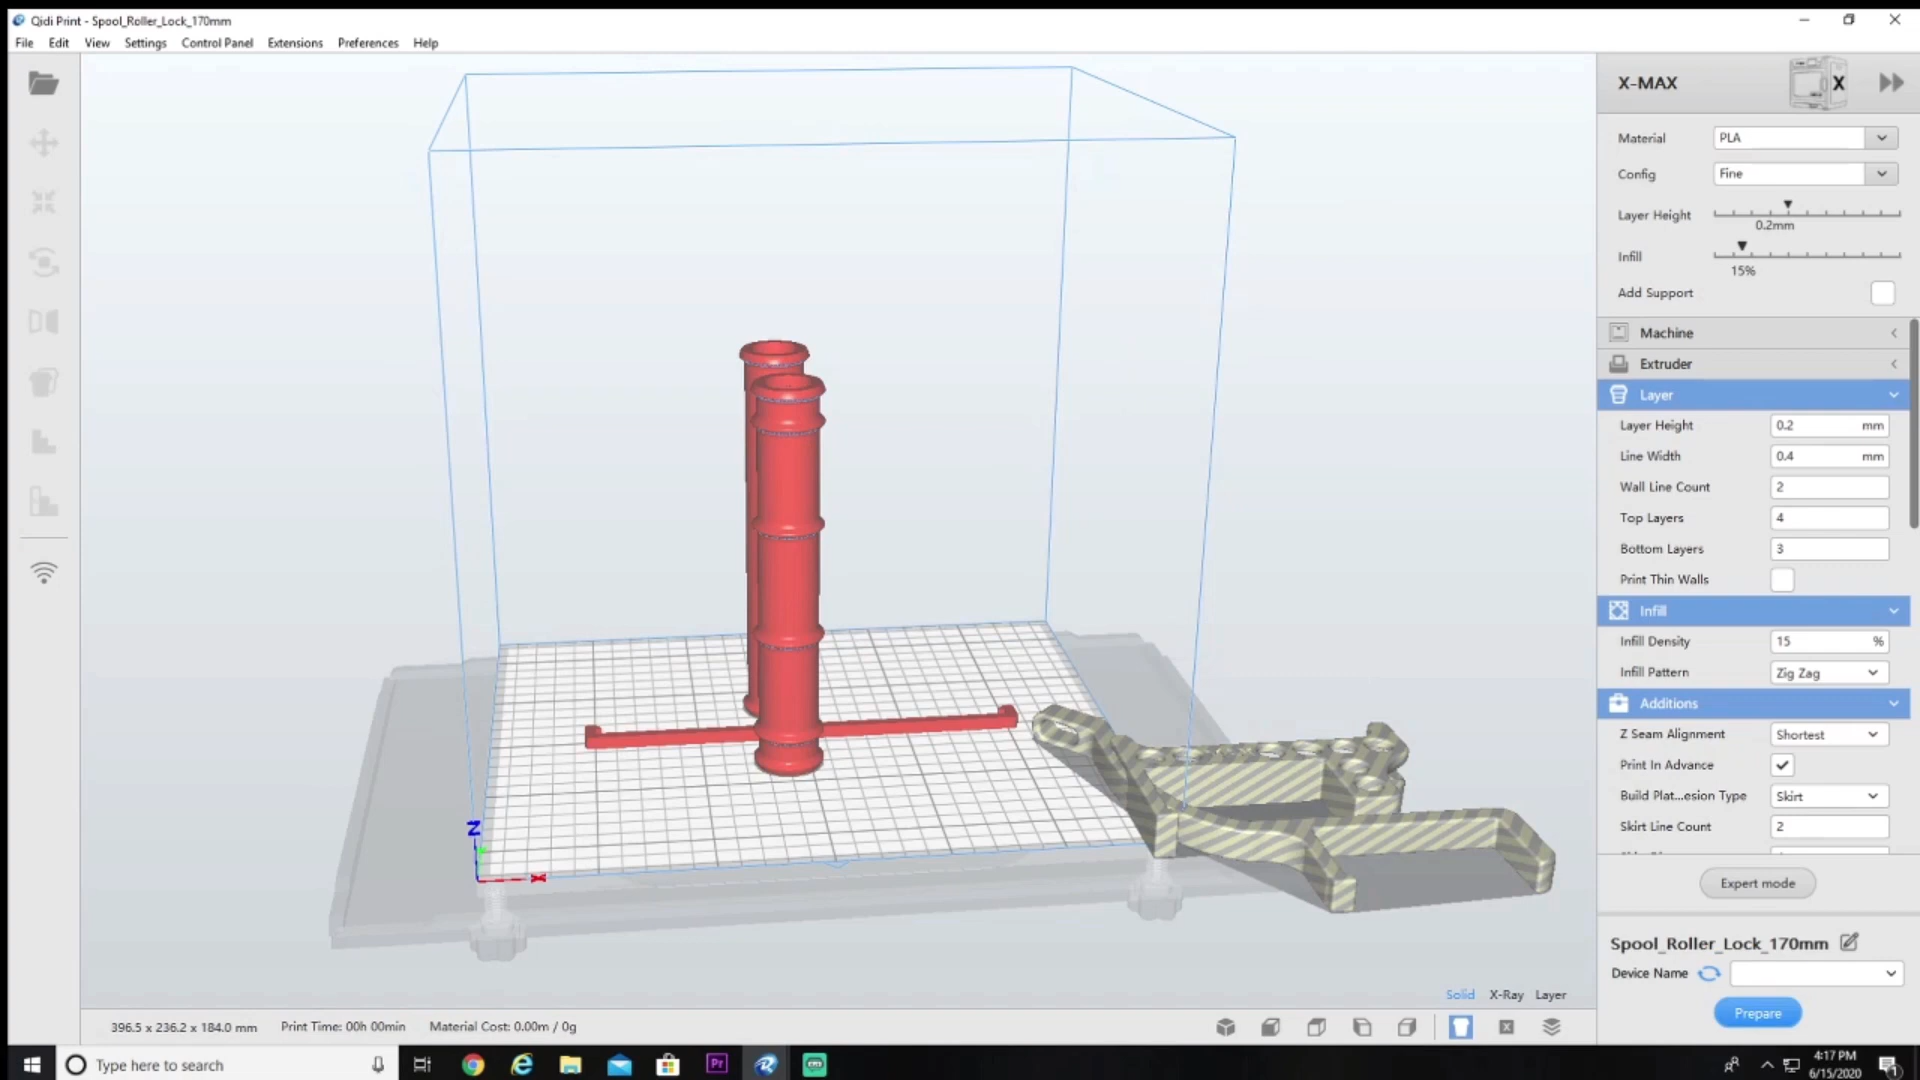 Qidi Print - Spool_Roller_Lock_170mm
File Edit View Settings Control Panel Extensions Preferences Help
X-MAX X
Material PLA
Config Fine
Layer Height 0.2mm
Infill 15%
Add Support
Machine
Extruder
Layer
Layer Height 0.2 mm
Line Width 0.4 mm
Wall Line Count 2
Top Layers 4
Bottom Layers 3
Print Thin Walls
Infill
Infill Density 15 %
Infill Pattern Zig Zag
Additions
Z Seam Alignment Shortest
Print In Advance
Build Plat...esion Type Skirt
Skirt Line Count 2
Expert mode
Spool_Roller_Lock_170mm
Device Name
Prepare
Z
X
Solid X-Ray Layer
396.5 x 236.2 x 184.0 mm Print Time: 00h 00min Material Cost: 0.00m / 0g
Type here to search
Pr
4:17 PM
6/15/2020
1